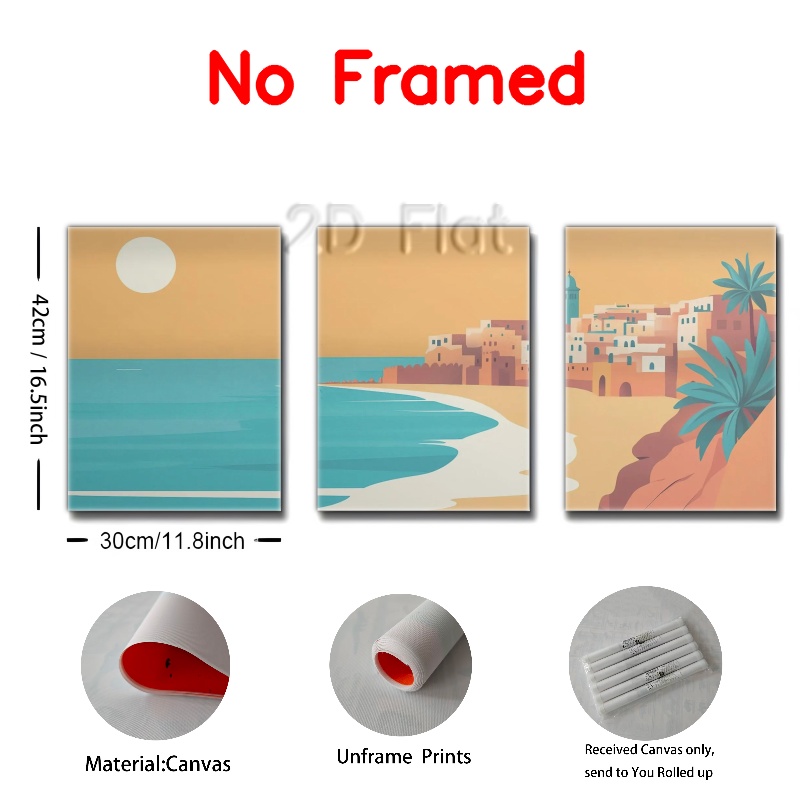 No Framed
2D Flat
42cm / 16.5inch
30cm/11.8inch
Material:Canvas
Unframe Prints
Received Canvas only,
send to You Rolled up